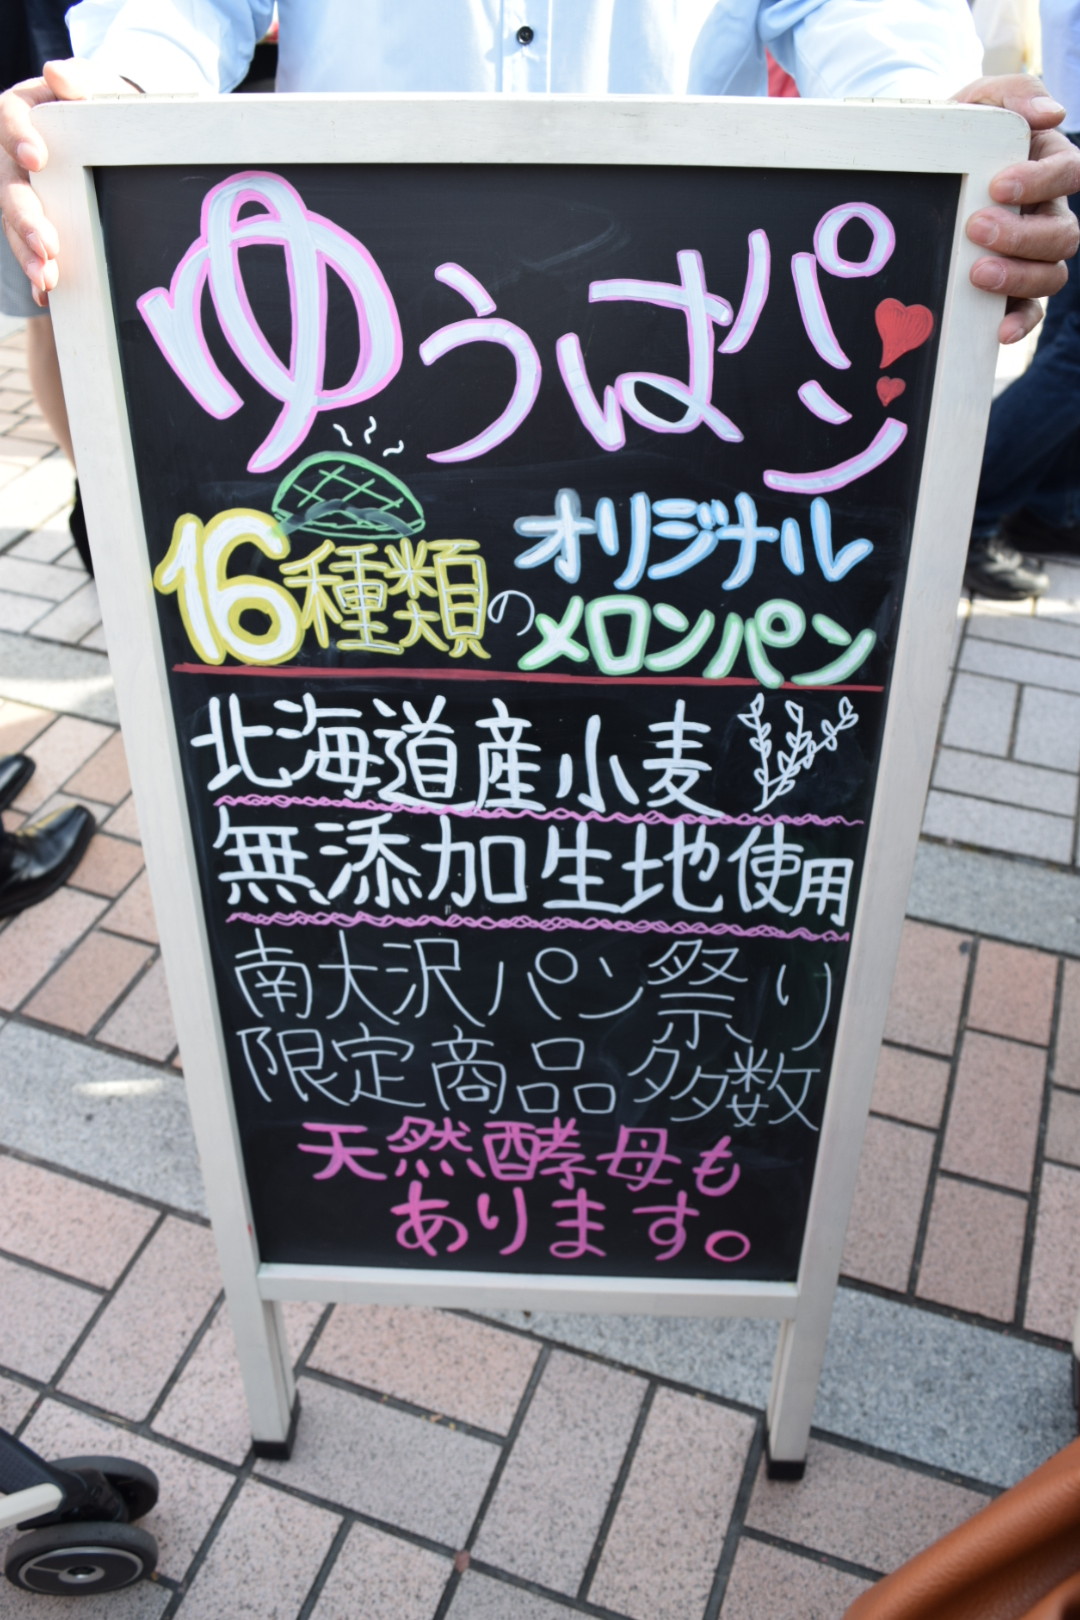 ゆうばパン
16種類の
オリジナル
メロンパン
北海道産小麦
無添加生地使用
南大沢パン祭り
限定商品多数
天然酵母も
あります。